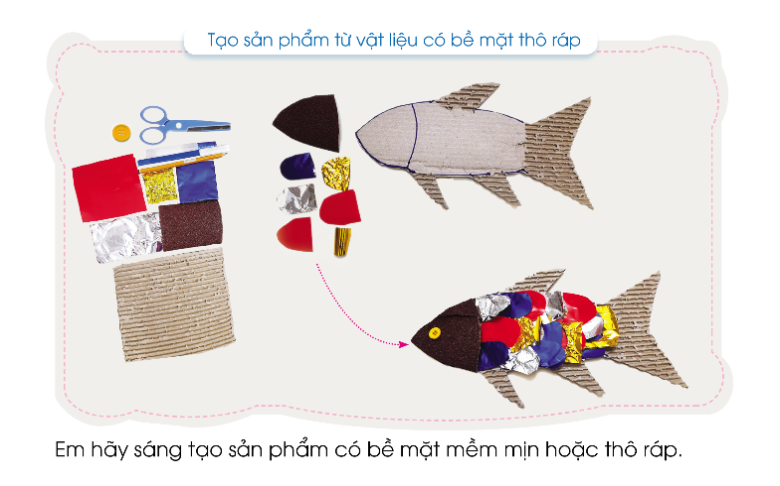 Tạo sản phẩm từ vật liệu có bề mặt thô ráp
Em hãy sáng tạo sản phẩm có bề mặt mềm mịn hoặc thô ráp.